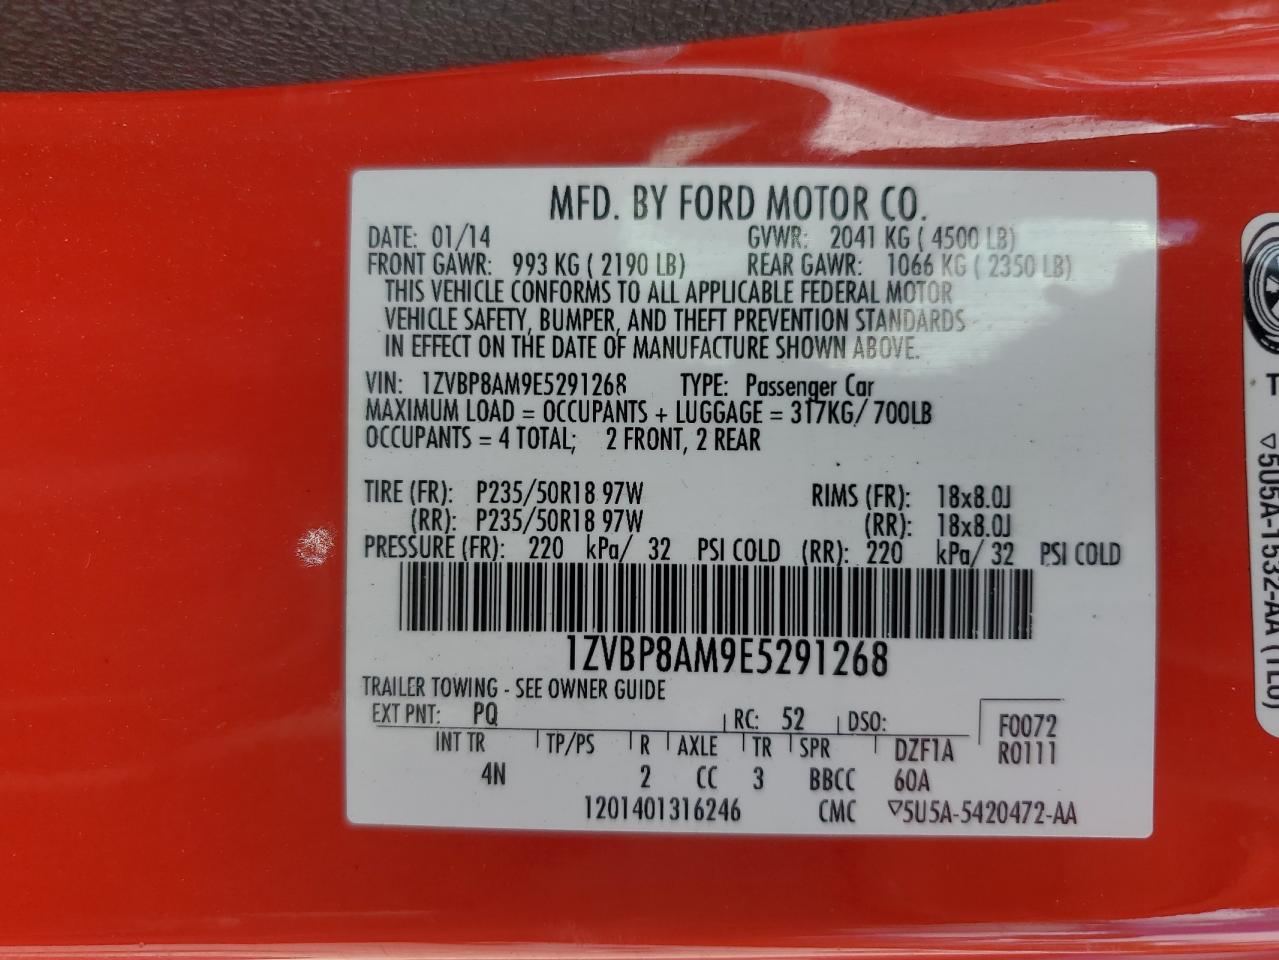 MFD. BY FORD MOTOR CO.
DATE: 01/14 GVWR: 2041 KG ( 4500 LB)
FRONT GAWR: 993 KG ( 2190 LB) REAR GAWR: 1066 KG ( 2350 LB)
THIS VEHICLE CONFORMS TO ALL APPLICABLE FEDERAL MOTOR
VEHICLE SAFETY, BUMPER, AND THEFT PREVENTION STANDARDS
IN EFFECT ON THE DATE OF MANUFACTURE SHOWN ABOVE.
VIN: 1ZVBP8AM9E5291268 TYPE: Passenger Car
MAXIMUM LOAD = OCCUPANTS + LUGGAGE = 317KG/ 700LB
OCCUPANTS = 4 TOTAL; 2 FRONT, 2 REAR
TIRE (FR): P235/50R18 97W RIMS (FR): 18x8.0J
(RR): P235/50R18 97W (RR): 18x8.0J
PRESSURE (FR): 220 kPa/ 32 PSI COLD (RR): 220 kPa/ 32 PSI COLD
1ZVBP8AM9E5291268
TRAILER TOWING - SEE OWNER GUIDE
EXT PNT: PQ RC: 52 DSO: F0072
INT TR TP/PS R AXLE TR SPR DZF1A R0111
4N 2 CC 3 BBCC 60A
1201401316246 CMC ▽5U5A-5420472-AA
T
▽5U5A-1532-AA (TL6)